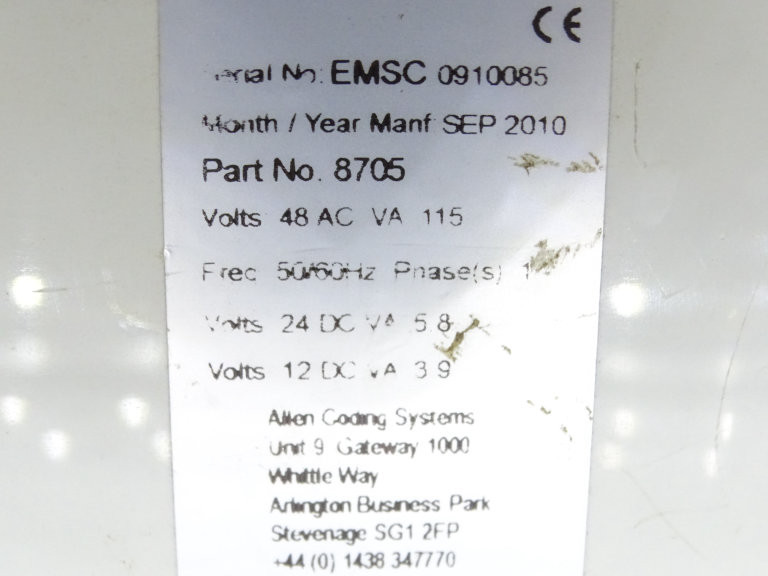 CE
Serial No: EMSC 0910085
Month / Year Manf SEP 2010
Part No. 8705
Volts 48 AC VA 115
Freq 50/60Hz Phase(s) 1
Volts 24 DC VA 5.8
Volts 12 DC VA 3.9
Allen Coding Systems
Unit 9 Gateway 1000
Whittle Way
Arlington Business Park
Stevenage SG1 2FP
+44 (0) 1438 347770